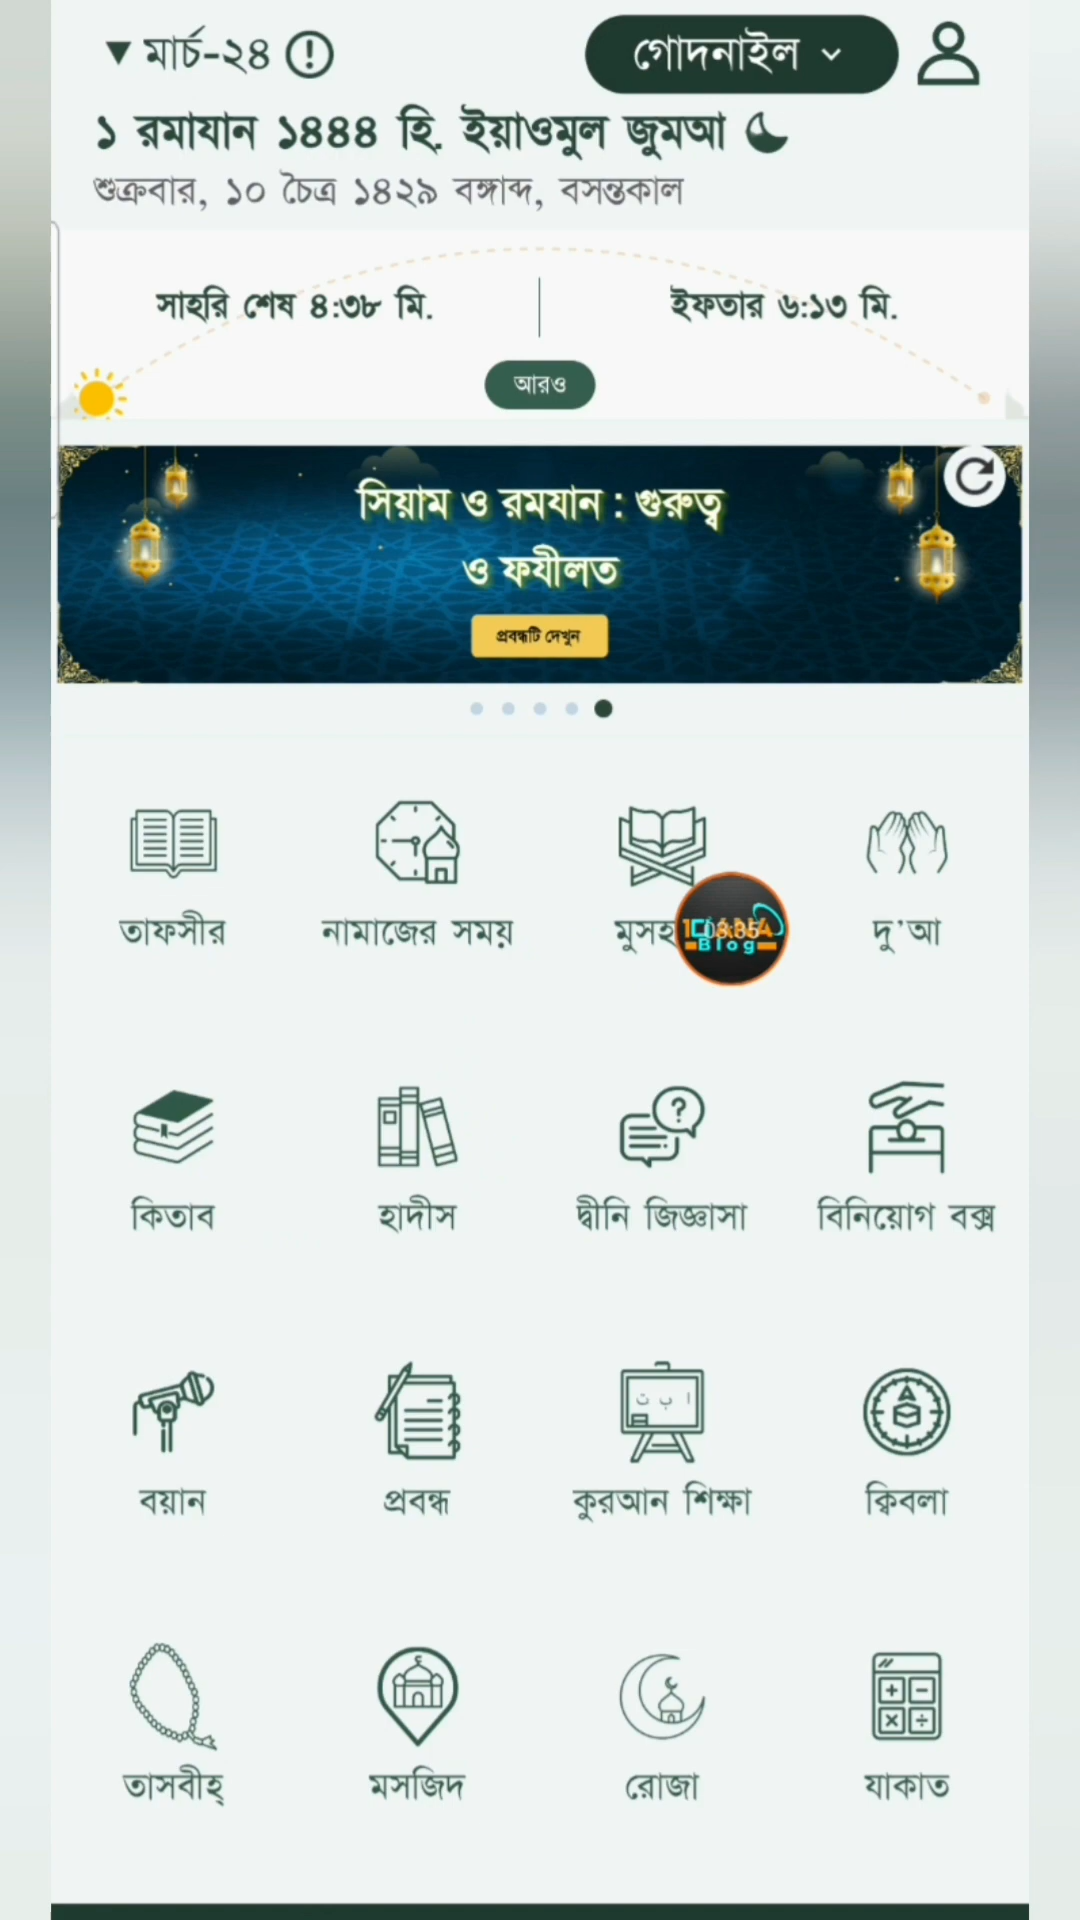 মার্চ-২৪
গোদনাইল
১ রমাযান ১৪৪৪ হি. ইয়াওমুল জুমআ
শুক্রবার, ১০ চৈত্র ১৪২৯ বঙ্গাব্দ, বসন্তকাল
সাহরি শেষ ৪:৩৮ মি.
ইফতার ৬:১৩ মি.
আরও
সিয়াম ও রমযান : গুরুত্ব
ও ফযীলত
প্রবন্ধটি দেখুন
তাফসীর
নামাজের সময়
দু'আ
Blog
কিতাব
হাদীস
দ্বীনি জিজ্ঞাসা
বিনিয়োগ বক্স
ا ب ت
বয়ান
প্রবন্ধ
কুরআন শিক্ষা
ক্বিবলা
তাসবীহ্
মসজিদ
রোজা
যাকাত